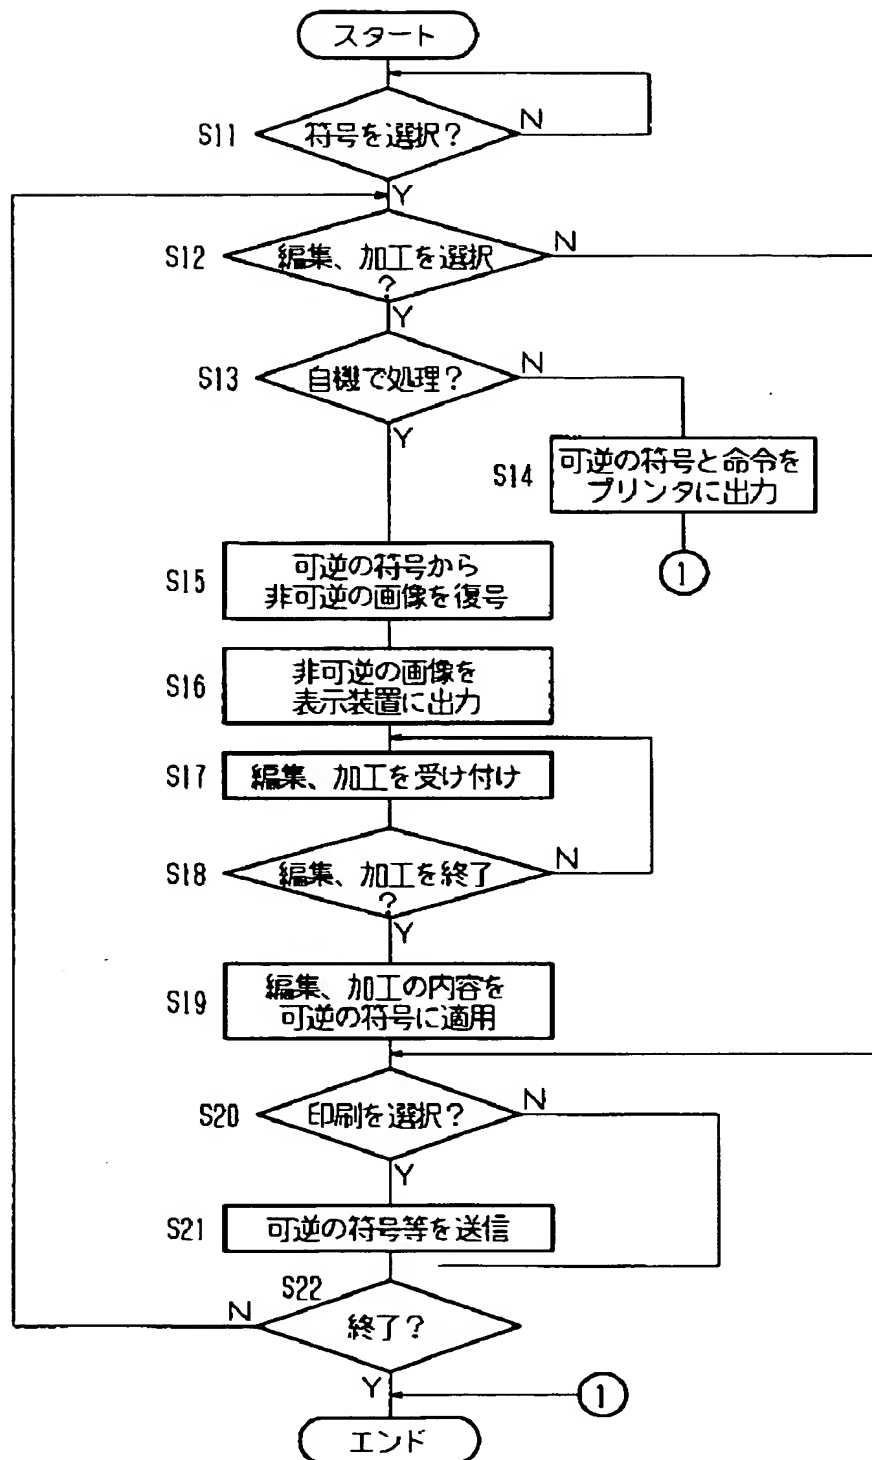 スタート
S11
符号を選択?
N
Y
S12
編集、加工を選択
?
N
Y
S13
自機で処理?
N
Y
S14
可逆の符号と命令を
プリンタに出力
1
S15
可逆の符号から
非可逆の画像を復号
S16
非可逆の画像を
表示装置に出力
S17
編集、加工を受け付け
S18
編集、加工を終了
?
N
Y
S19
編集、加工の内容を
可逆の符号に適用
S20
印刷を選択?
N
Y
S21
可逆の符号等を送信
S22
N
終了?
Y
1
エンド